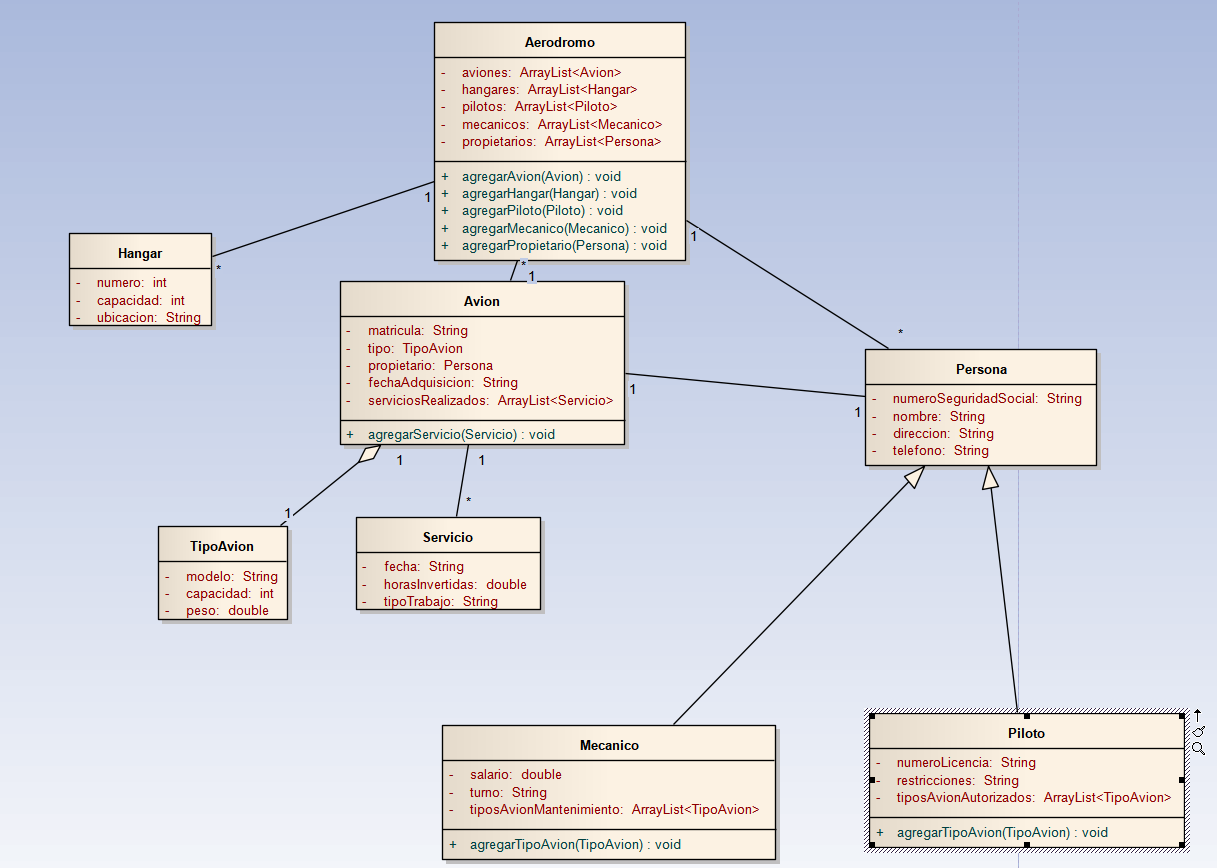 Aerodromo
- aviones: ArrayList<Avion>
- hangares: ArrayList<Hangar>
- pilotos: ArrayList<Piloto>
- mecanicos: ArrayList<Mecanico>
- propietarios: ArrayList<Persona>
+ agregarAvion(Avion) : void
+ agregarHangar(Hangar) : void
+ agregarPiloto(Piloto) : void
+ agregarMecanico(Mecanico) : void
+ agregarPropietario(Persona) : void
1
*
1
*
*
1
Hangar
- numero: int
- capacidad: int
- ubicacion: String
Avion
- matricula: String
- tipo: TipoAvion
- propietario: Persona
- fechaAdquisicion: String
- serviciosRealizados: ArrayList<Servicio>
+ agregarServicio(Servicio) : void
1
1
Persona
- numeroSeguridadSocial: String
- nombre: String
- direccion: String
- telefono: String
1
1
1
*
TipoAvion
- modelo: String
- capacidad: int
- peso: double
Servicio
- fecha: String
- horasInvertidas: double
- tipoTrabajo: String
Mecanico
- salario: double
- turno: String
- tiposAvionMantenimiento: ArrayList<TipoAvion>
+ agregarTipoAvion(TipoAvion) : void
Piloto
- numeroLicencia: String
- restricciones: String
- tiposAvionAutorizados: ArrayList<TipoAvion>
+ agregarTipoAvion(TipoAvion) : void